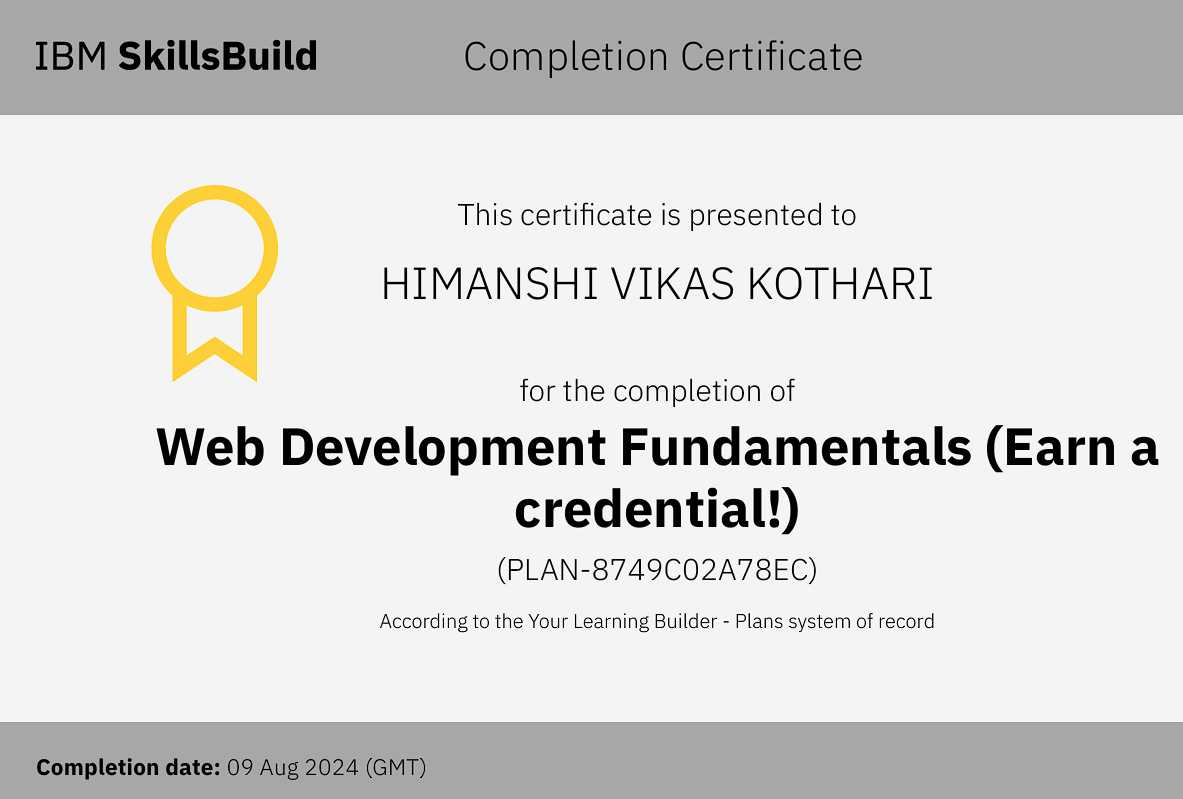 IBM SkillsBuild
Completion Certificate
This certificate is presented to
HIMANSHI VIKAS KOTHARI
for the completion of
Web Development Fundamentals (Earn a
credential!)
(PLAN-8749C02A78EC)
According to the Your Learning Builder - Plans system of record
Completion date: 09 Aug 2024 (GMT)